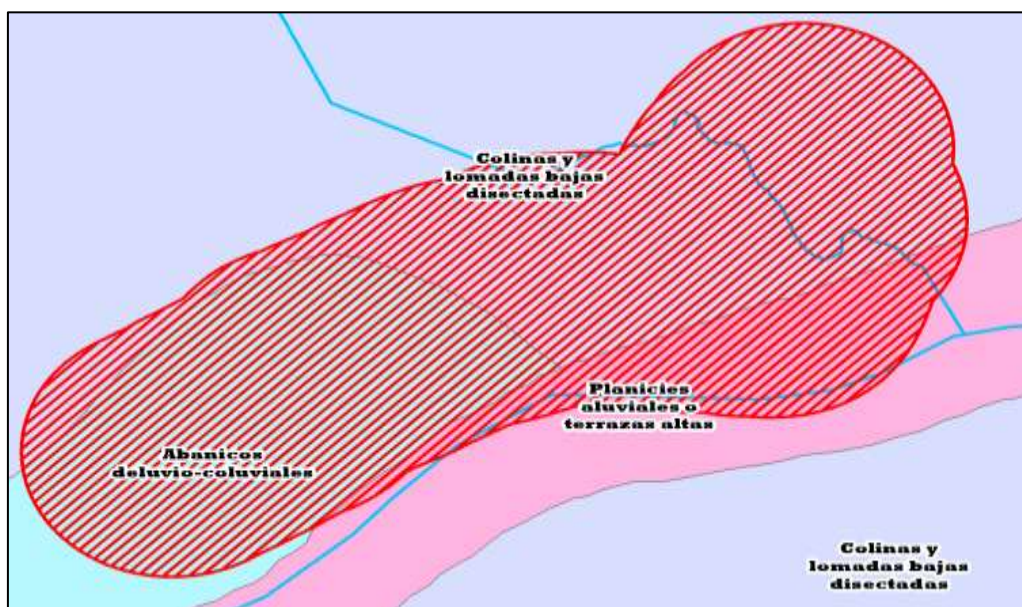 Colinas y
lomadas bajas
disectadas
Planicies
aluviales o
terrazas altas
Abanicos
deluvio-coluviales
Colinas y
lomadas bajas
disectadas